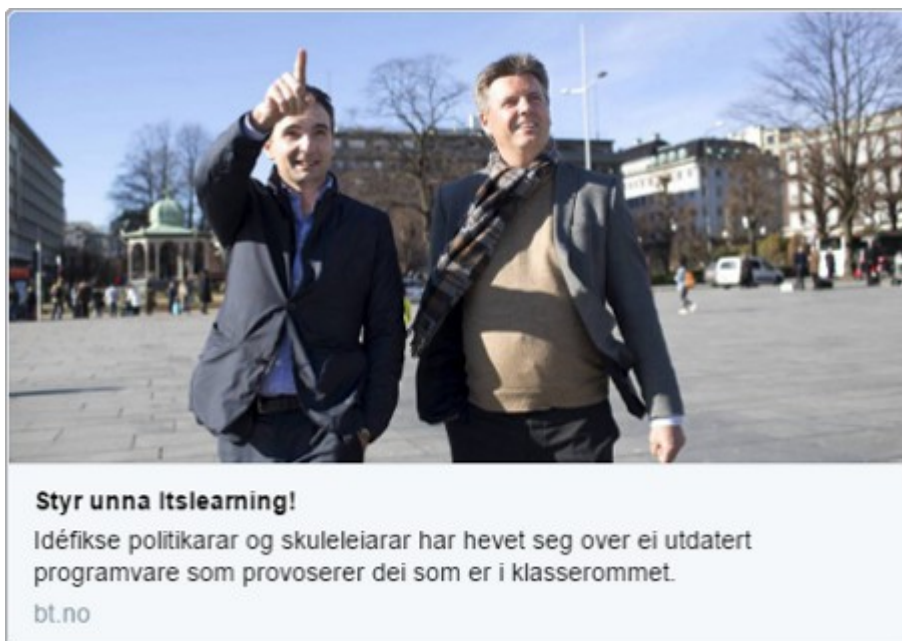 Styr unna Itslearning!
Idéfikse politikarar og skuleleiarar har hevet seg over ei utdatert
programvare som provoserer dei som er i klasserommet.
bt.no